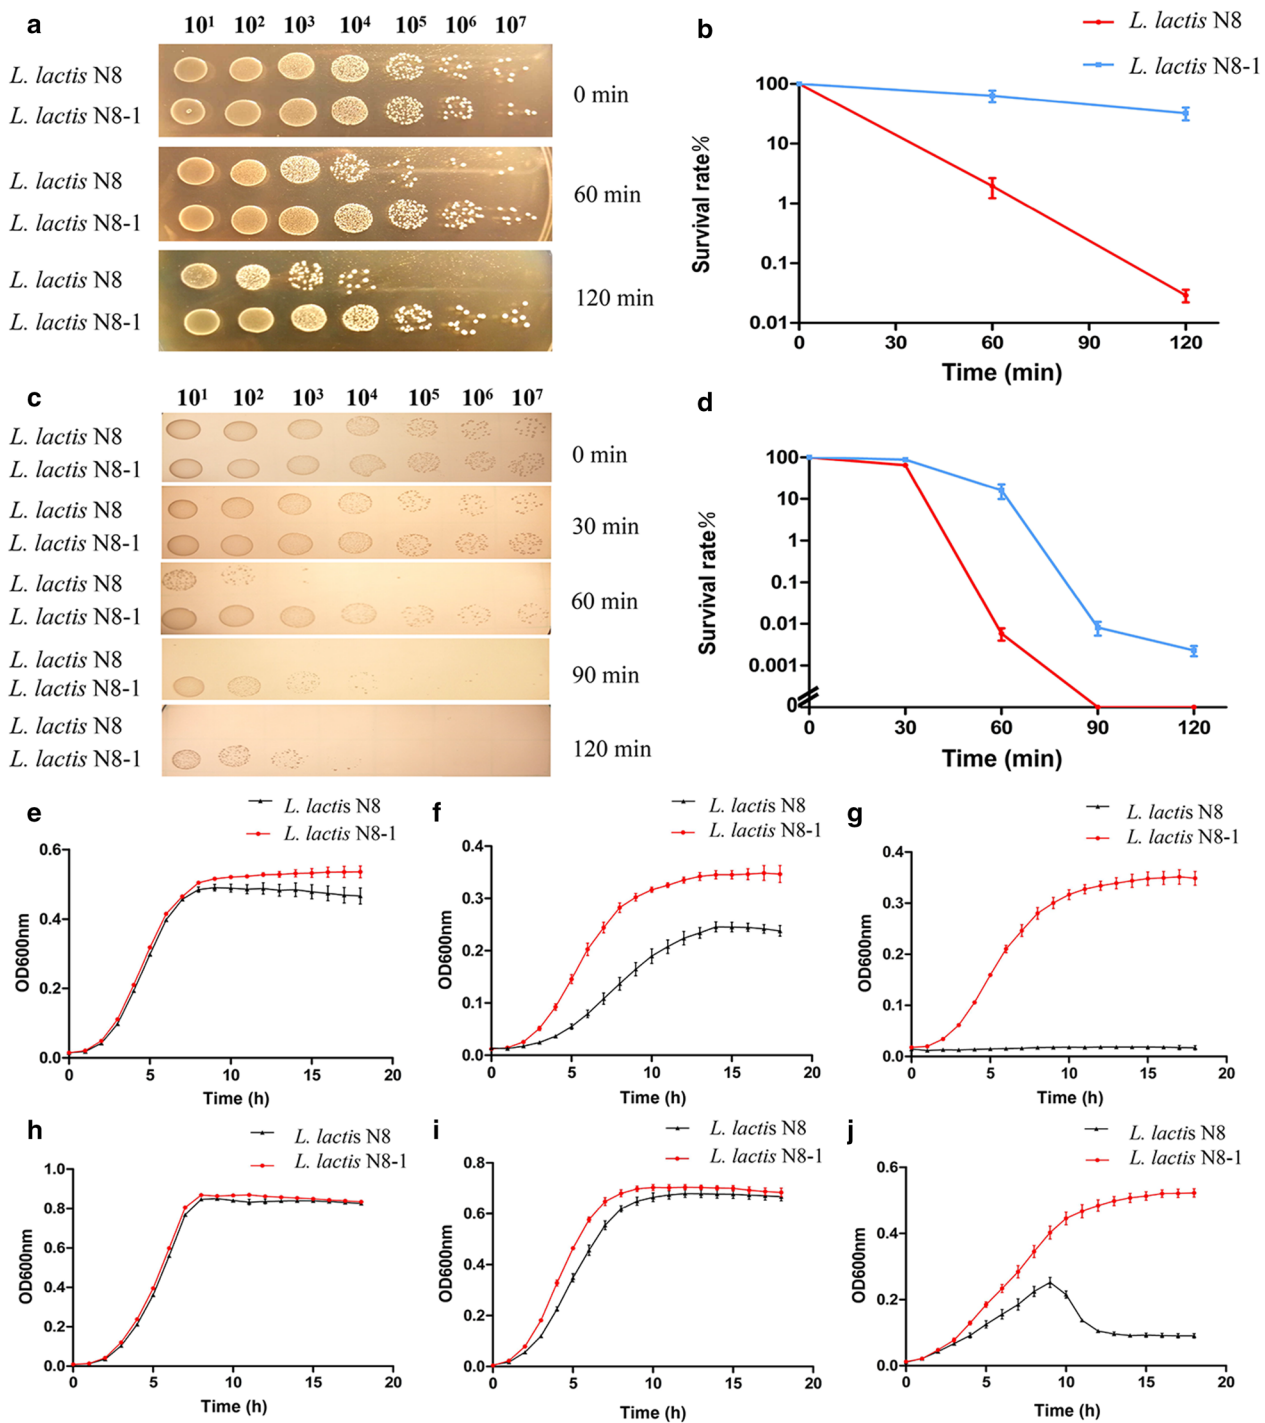 a
10¹ 10² 10³ 10⁴ 10⁵ 10⁶ 10⁷
L. lactis N8
L. lactis N8-1
0 min
L. lactis N8
L. lactis N8-1
60 min
L. lactis N8
L. lactis N8-1
120 min
b
L. lactis N8
L. lactis N8-1
Survival rate%
100
10
1
0.1
0.01
0 30 60 90 120
Time (min)
c
10¹ 10² 10³ 10⁴ 10⁵ 10⁶ 10⁷
L. lactis N8
L. lactis N8-1
0 min
L. lactis N8
L. lactis N8-1
30 min
L. lactis N8
L. lactis N8-1
60 min
L. lactis N8
L. lactis N8-1
90 min
L. lactis N8
L. lactis N8-1
120 min
d
Survival rate%
100
10
1
0.1
0.01
0.001
0
0 30 60 90 120
Time (min)
e
L. lactis N8
L. lactis N8-1
OD600nm
0.6
0.4
0.2
0.0
0 5 10 15 20
Time (h)
f
L. lactis N8
L. lactis N8-1
OD600nm
0.4
0.3
0.2
0.1
0.0
0 5 10 15 20
Time (h)
g
L. lactis N8
L. lactis N8-1
OD600nm
0.4
0.3
0.2
0.1
0.0
0 5 10 15 20
Time (h)
h
L. lactis N8
L. lactis N8-1
OD600nm
1.0
0.8
0.6
0.4
0.2
0.0
0 5 10 15 20
Time (h)
i
L. lactis N8
L. lactis N8-1
OD600nm
0.8
0.6
0.4
0.2
0.0
0 5 10 15 20
Time (h)
j
L. lactis N8
L. lactis N8-1
OD600nm
0.6
0.4
0.2
0.0
0 5 10 15 20
Time (h)